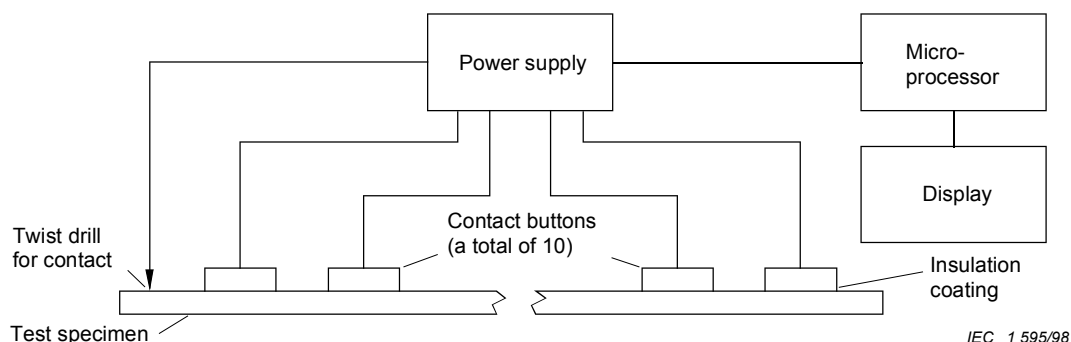 Power supply
Micro-
processor
Display
Contact buttons
(a total of 10)
Twist drill
for contact
Insulation
coating
Test specimen
IEC 1 595/98